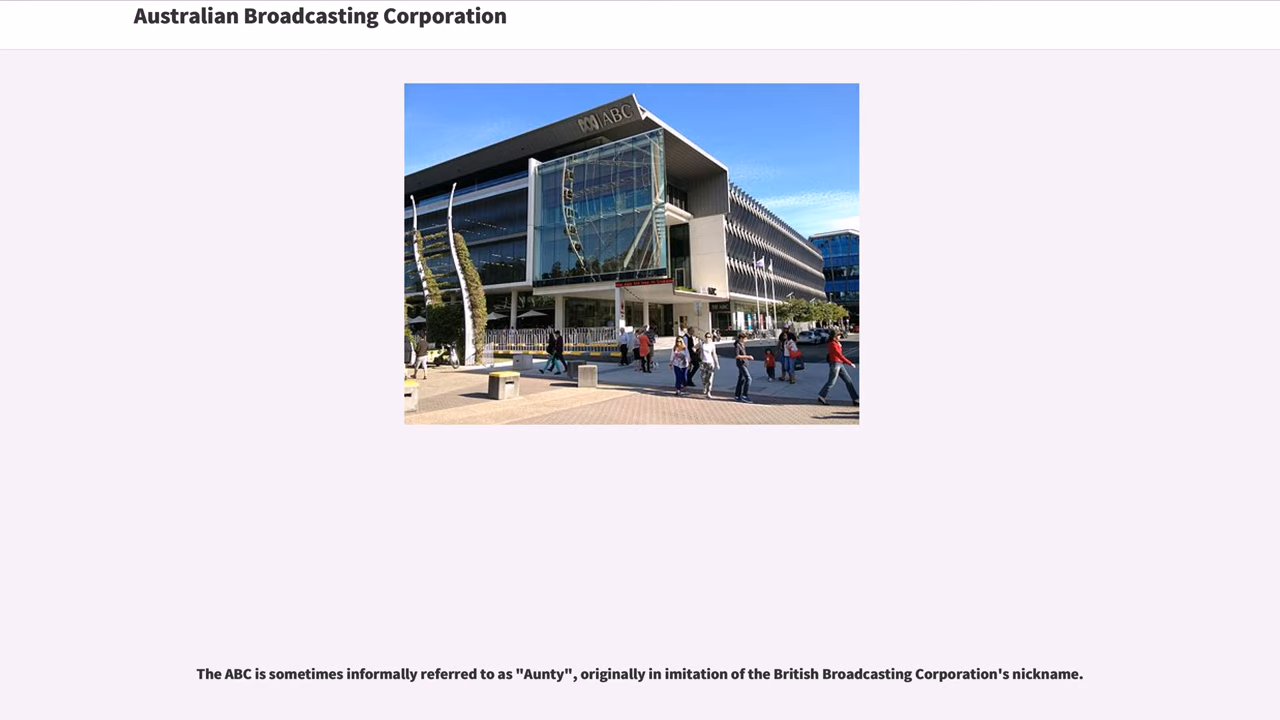 Australian Broadcasting Corporation
ABC
The ABC is sometimes informally referred to as "Aunty", originally in imitation of the British Broadcasting Corporation's nickname.